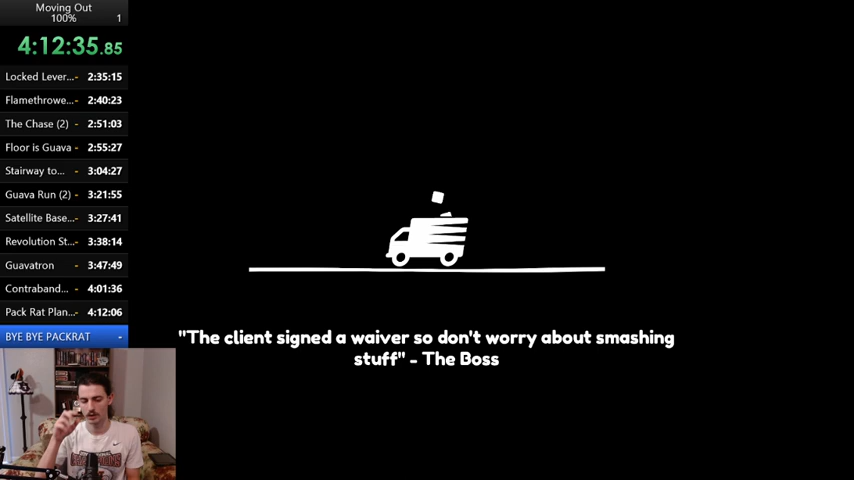 Moving Out
100% 1
4:12:35.85
Locked Lever... - 2:35:15
Flamethrowe... - 2:40:23
The Chase (2) - 2:51:03
Floor is Guava - 2:55:27
Stairway to... - 3:04:27
Guava Run (2) - 3:21:55
Satellite Base... - 3:27:41
Revolution St... - 3:38:14
Guavatron - 3:47:49
Contraband... - 4:01:36
Pack Rat Plan... - 4:12:06
BYE BYE PACKRAT -
"The client signed a waiver so don't worry about smashing
stuff" - The Boss